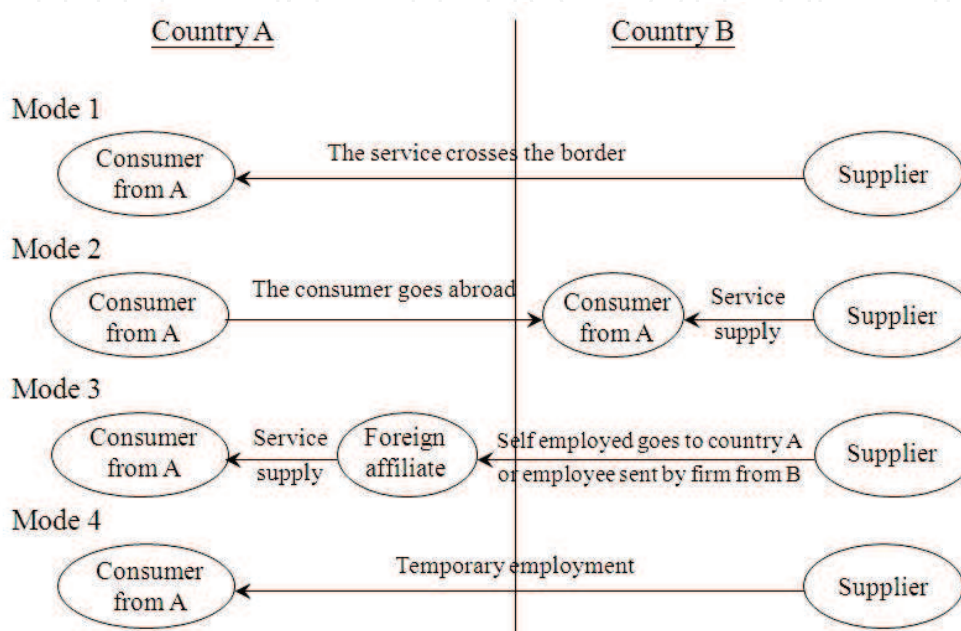 Country A
Country B
Mode 1
Consumer
from A
The service crosses the border
Supplier
Mode 2
Consumer
from A
The consumer goes abroad
Consumer
from A
Service
supply
Supplier
Mode 3
Consumer
from A
Service
supply
Foreign
affiliate
Self employed goes to country A
or employee sent by firm from B
Supplier
Mode 4
Consumer
from A
Temporary employment
Supplier